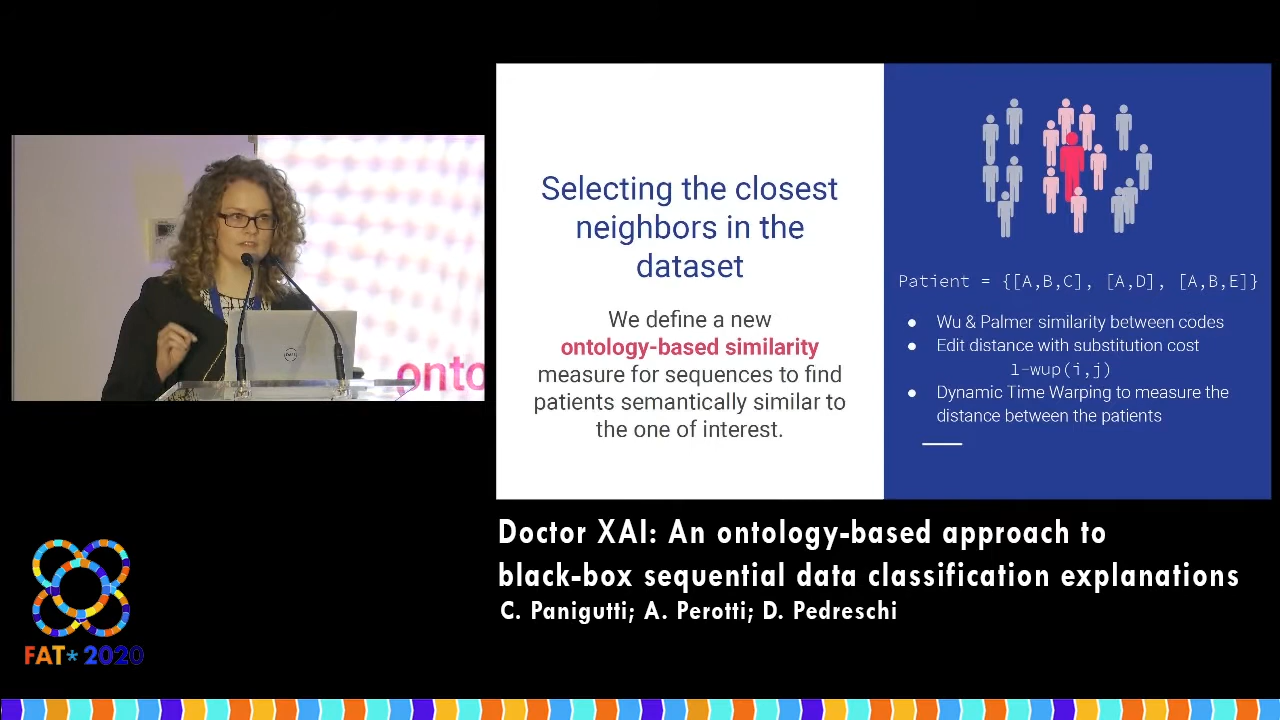 Selecting the closest
neighbors in the
dataset
We define a new
ontology-based similarity
measure for sequences to find
patients semantically similar to
the one of interest.
Patient = {[A,B,C], [A,D], [A,B,E]}
● Wu & Palmer similarity between codes
● Edit distance with substitution cost
1-wup(i,j)
● Dynamic Time Warping to measure the
distance between the patients
onto
DELL
Doctor XAI: An ontology-based approach to
black-box sequential data classification explanations
C. Panigutti; A. Perotti; D. Pedreschi
FAT* 2020